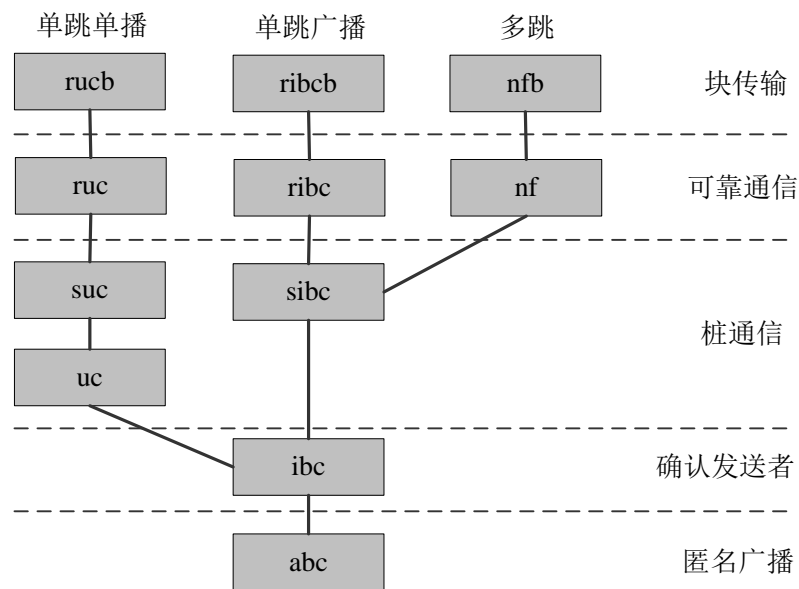 单跳单播 单跳广播 多跳
rucb ribcb nfb 块传输
ruc ribc nf 可靠通信
suc sibc
桩通信
uc
ibc 确认发送者
abc 匿名广播